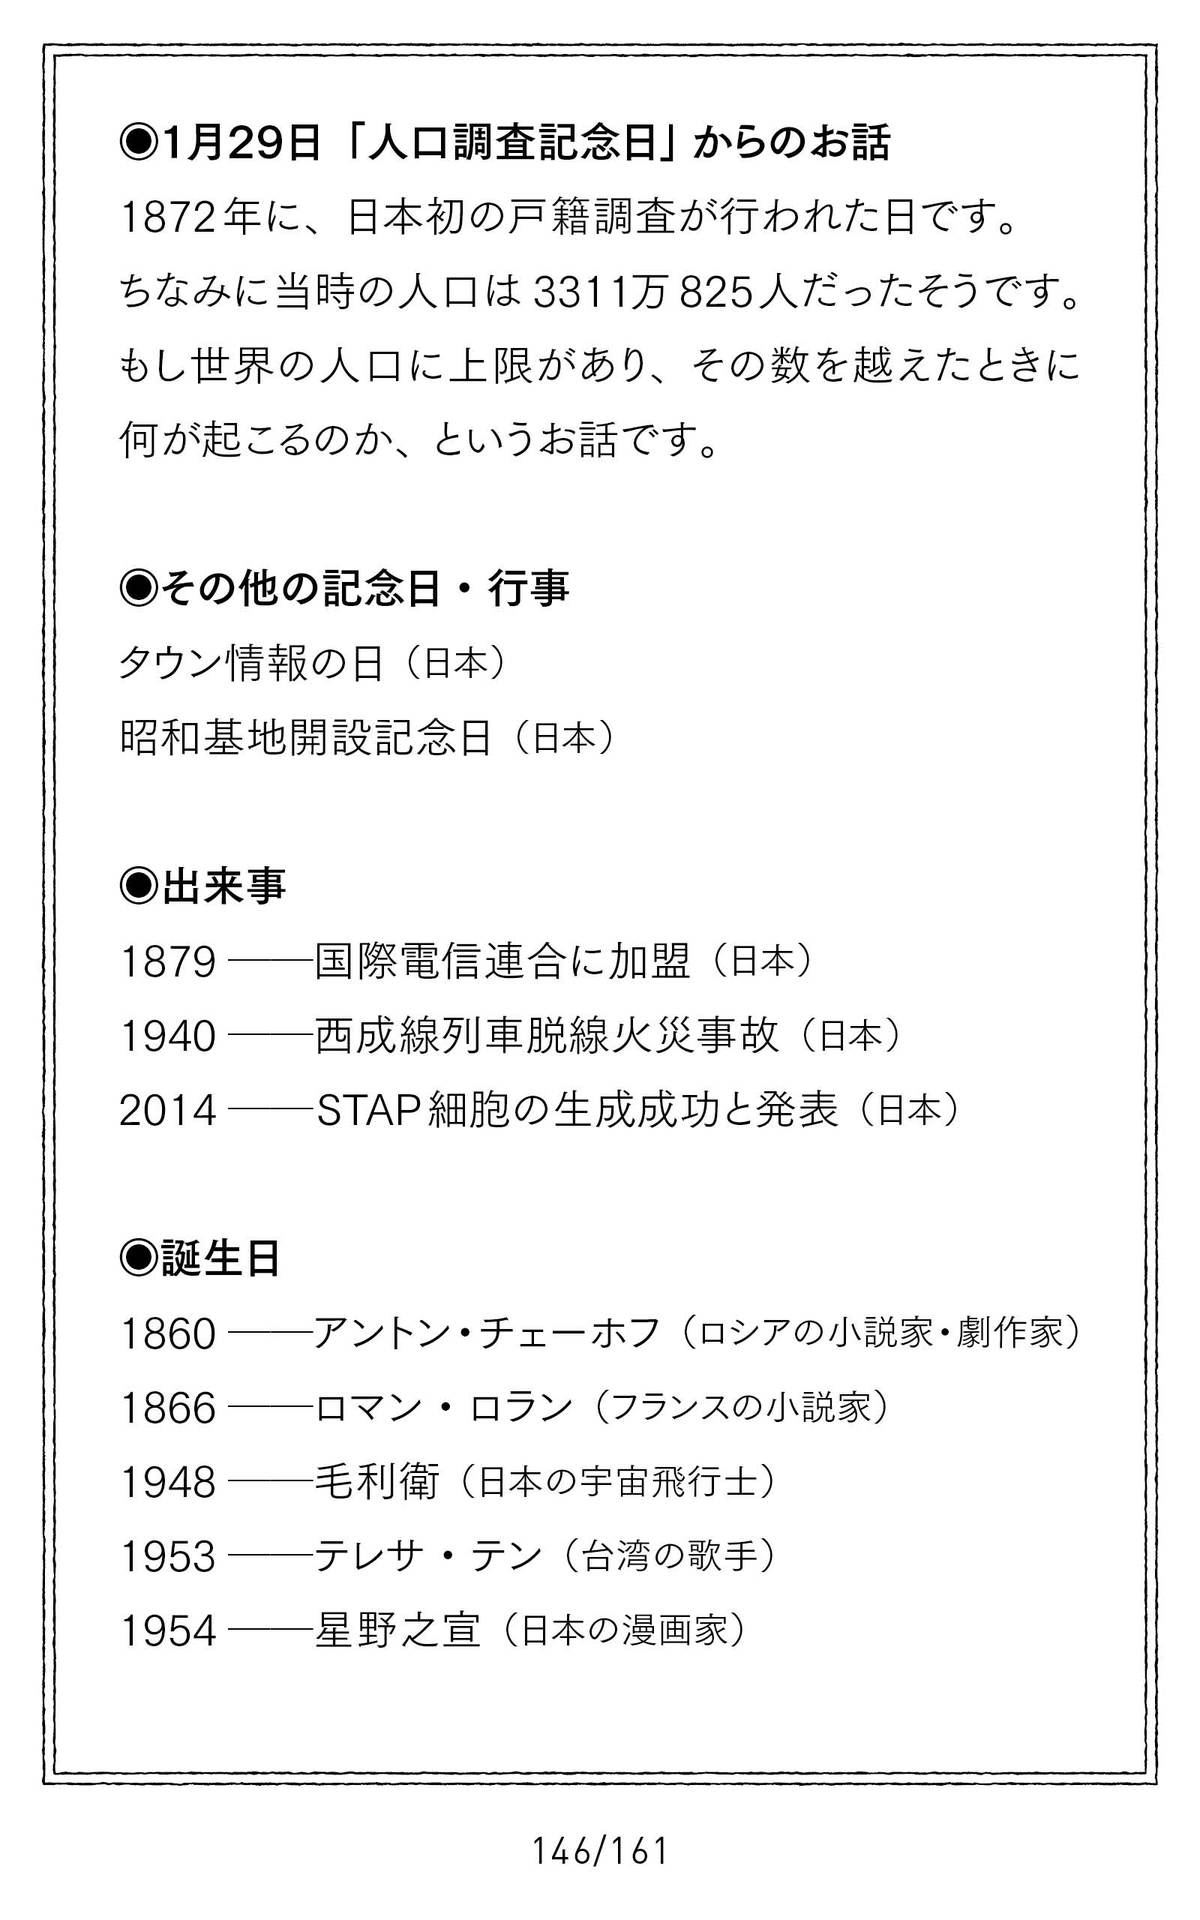 ◉1月29日「人口調査記念日」からのお話
1872年に、日本初の戸籍調査が行われた日です。
ちなみに当時の人口は3311万825人だったそうです。
もし世界の人口に上限があり、その数を越えたときに
何が起こるのか、というお話です。
◉その他の記念日・行事
タウン情報の日（日本）
昭和基地開設記念日（日本）
◉出来事
1879 ――国際電信連合に加盟（日本）
1940 ――西成線列車脱線火災事故（日本）
2014 ――STAP細胞の生成成功と発表（日本）
◉誕生日
1860 ――アントン・チェーホフ（ロシアの小説家・劇作家）
1866 ――ロマン・ロラン（フランスの小説家）
1948 ――毛利衛（日本の宇宙飛行士）
1953 ――テレサ・テン（台湾の歌手）
1954 ――星野之宣（日本の漫画家）
146/161